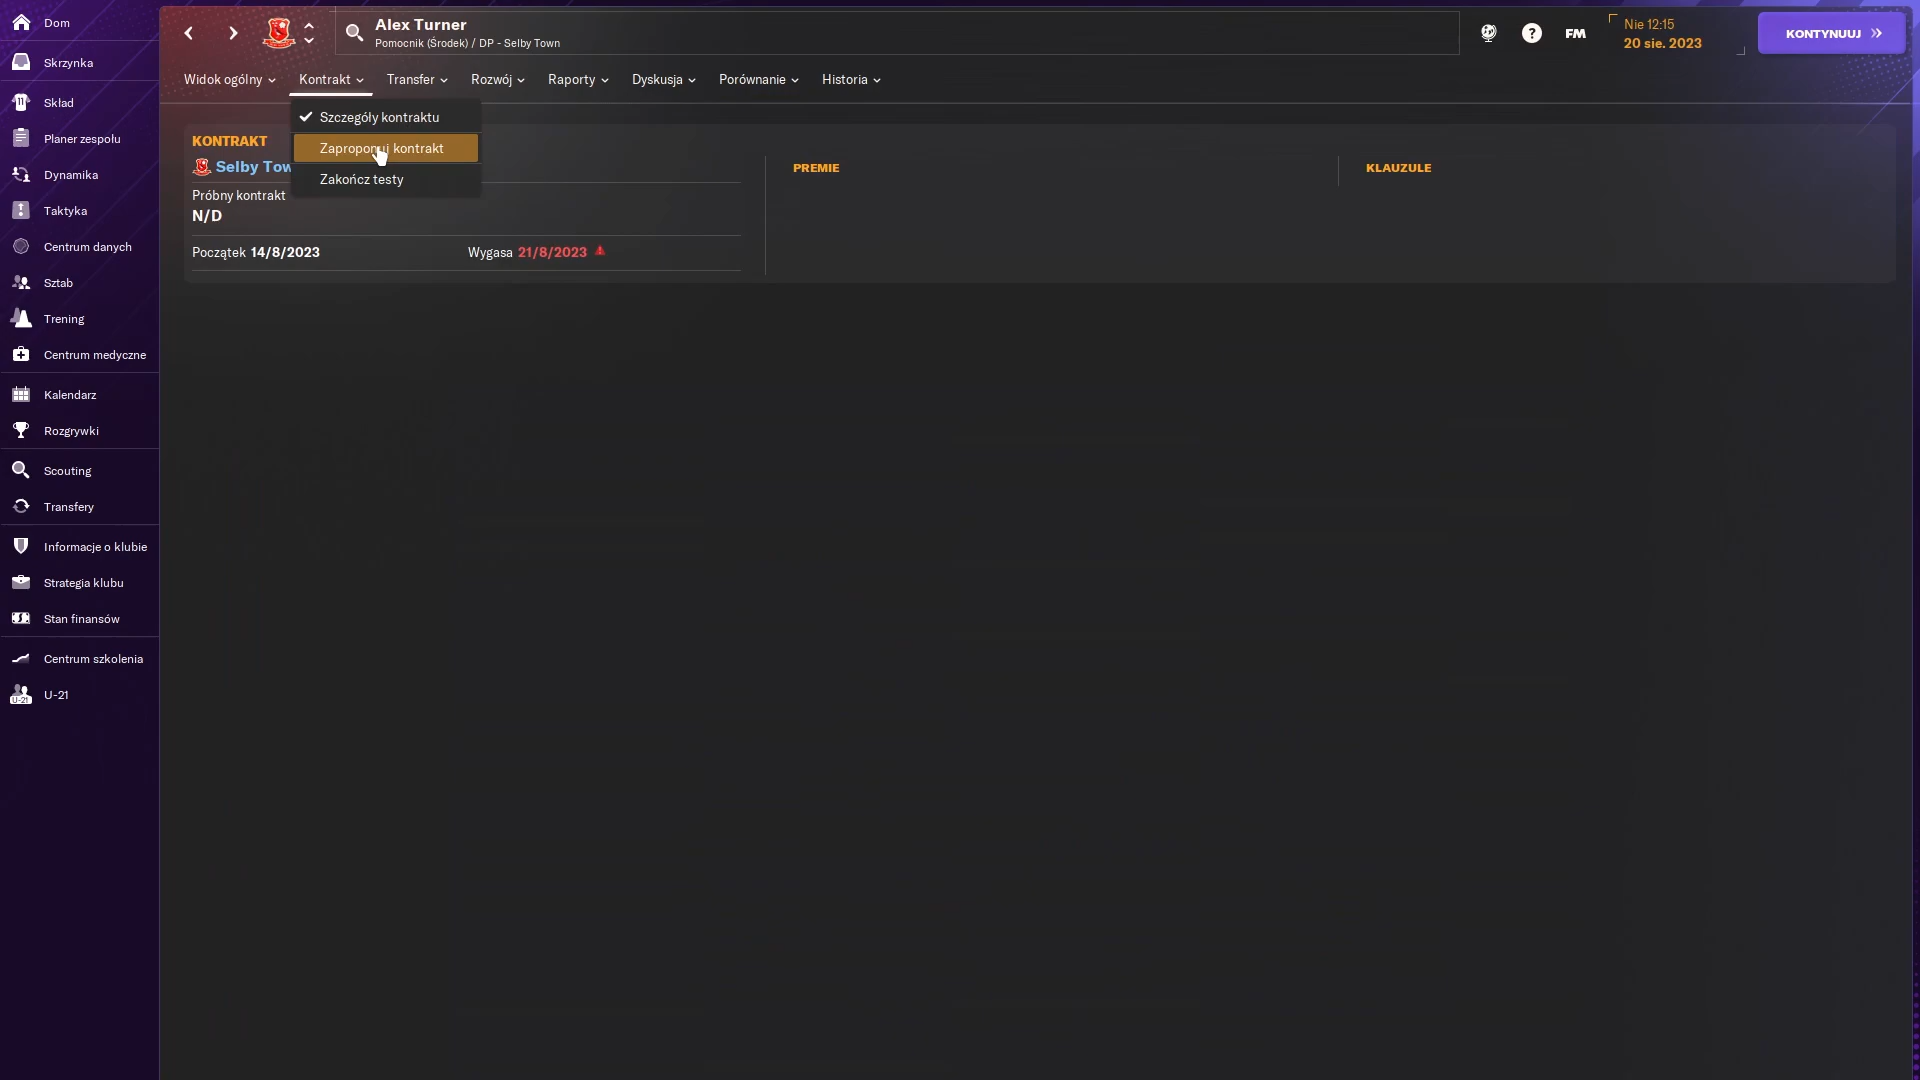 Dom
Skrzynka
Skład
Planer zespołu
Dynamika
Taktyka
Centrum danych
Sztab
Trening
Centrum medyczne
Kalendarz
Rozgrywki
Scouting
Transfery
Informacje o klubie
Strategia klubu
Stan finansów
Centrum szkolenia
U-21
U-21
Alex Turner
Pomocnik (Środek) / DP - Selby Town
FM
Nie 12:15
20 sie. 2023
KONTYNUUJ
Widok ogólny
Kontrakt
Transfer
Rozwój
Raporty
Dyskusja
Porównanie
Historia
Szczegóły kontraktu
Zaproponuj kontrakt
Zakończ testy
KONTRAKT
Selby Tow
Próbny kontrakt
N/D
Początek 14/8/2023
Wygasa 21/8/2023
PREMIE
KLAUZULE